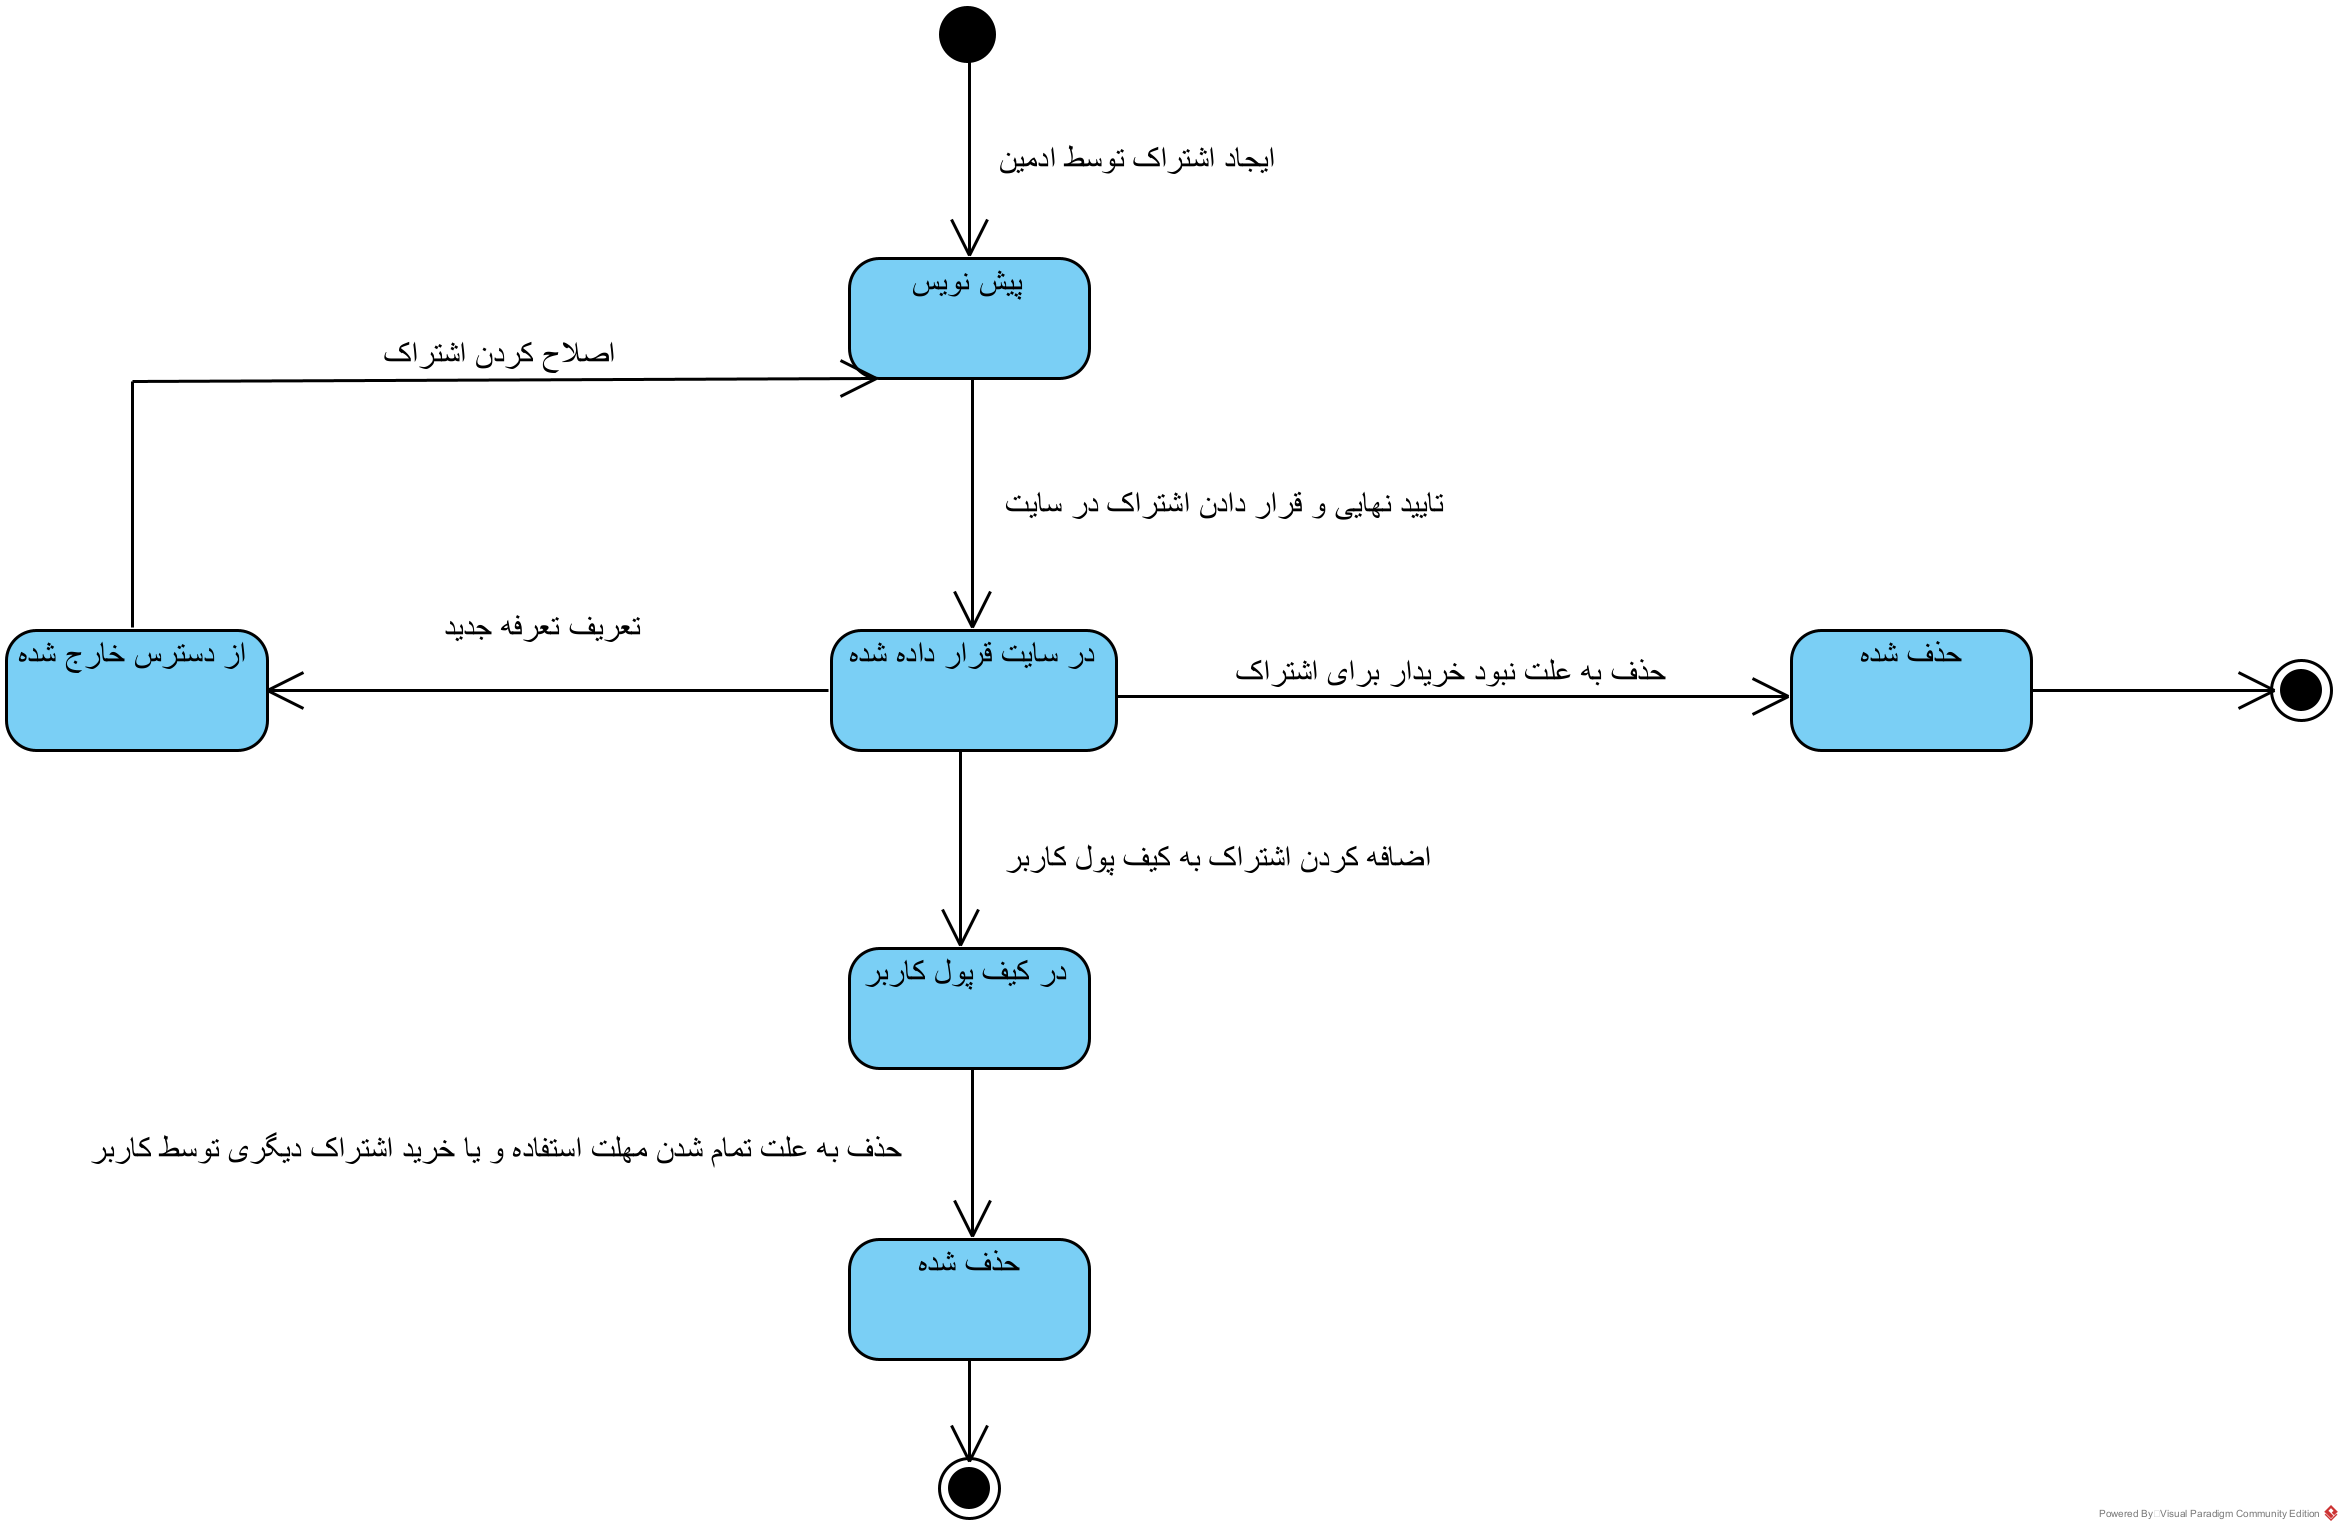 ایجاد اشتراک توسط ادمین
پیش نویس
اصلاح کردن اشتراک
تایید نهایی و قرار دادن اشتراک در سایت
تعریف تعرفه جدید
از دسترس خارج شده
در سایت قرار داده شده
حذف به علت نبود خریدار برای اشتراک
حذف شده
اضافه کردن اشتراک به کیف پول کاربر
در کیف پول کاربر
حذف به علت تمام شدن مهلت استفاده و یا خرید اشتراک دیگری توسط کاربر
حذف شده
Powered By Visual Paradigm Community Edition